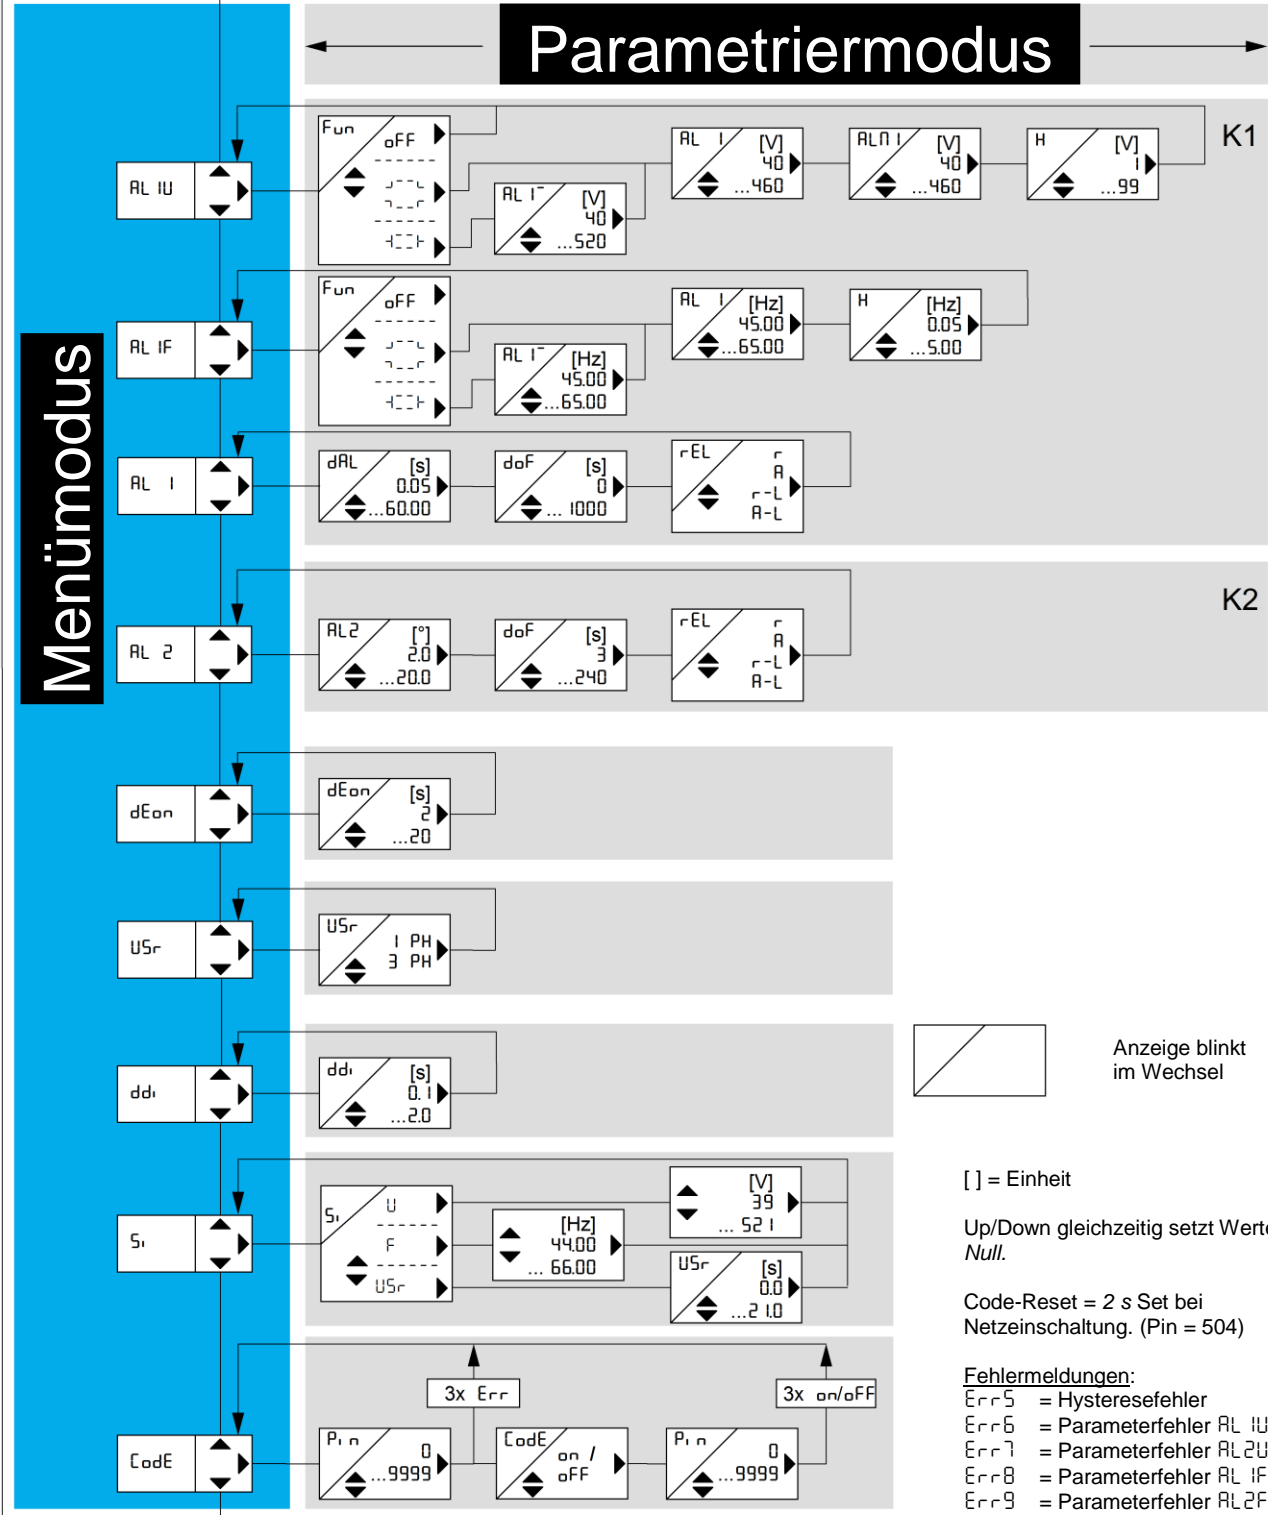 Parametriermodus
Menümodus
K1
AL 1U
Fun
oFF
AL 1¯
[V]
40
...520
AL 1
[V]
40
...460
ALП1
[V]
40
...460
H
[V]
1
...99
AL 1F
Fun
oFF
AL 1¯
[Hz]
45.00
...65.00
AL 1
[Hz]
45.00
...65.00
H
[Hz]
0.05
...5.00
AL 1
dAL
[s]
0.05
...60.00
doF
[s]
0
... 1000
rEL
r
A
r-L
A-L
K2
AL 2
AL2
[°]
2.0
...20.0
doF
[s]
3
...240
rEL
r
A
r-L
A-L
dEon
dEon
[s]
2
...20
USr
USr
1 PH
3 PH
ddi
ddi
[s]
0.1
...2.0
Si
Si
U
F
USr
[Hz]
44.00
... 66.00
[V]
39
... 521
USr
[s]
0.0
...21.0
CodE
Pin
0
...9999
3x Err
CodE
on /
oFF
Pin
0
...9999
3x on/oFF
Anzeige blinkt
im Wechsel
[ ] = Einheit
Up/Down gleichzeitig setzt Werte
Null.
Code-Reset = 2 s Set bei
Netzeinschaltung. (Pin = 504)
Fehlermeldungen:
Err5 = Hysteresefehler
Err6 = Parameterfehler AL 1U
Err7 = Parameterfehler AL2U
Err8 = Parameterfehler AL 1F
Err9 = Parameterfehler AL2F